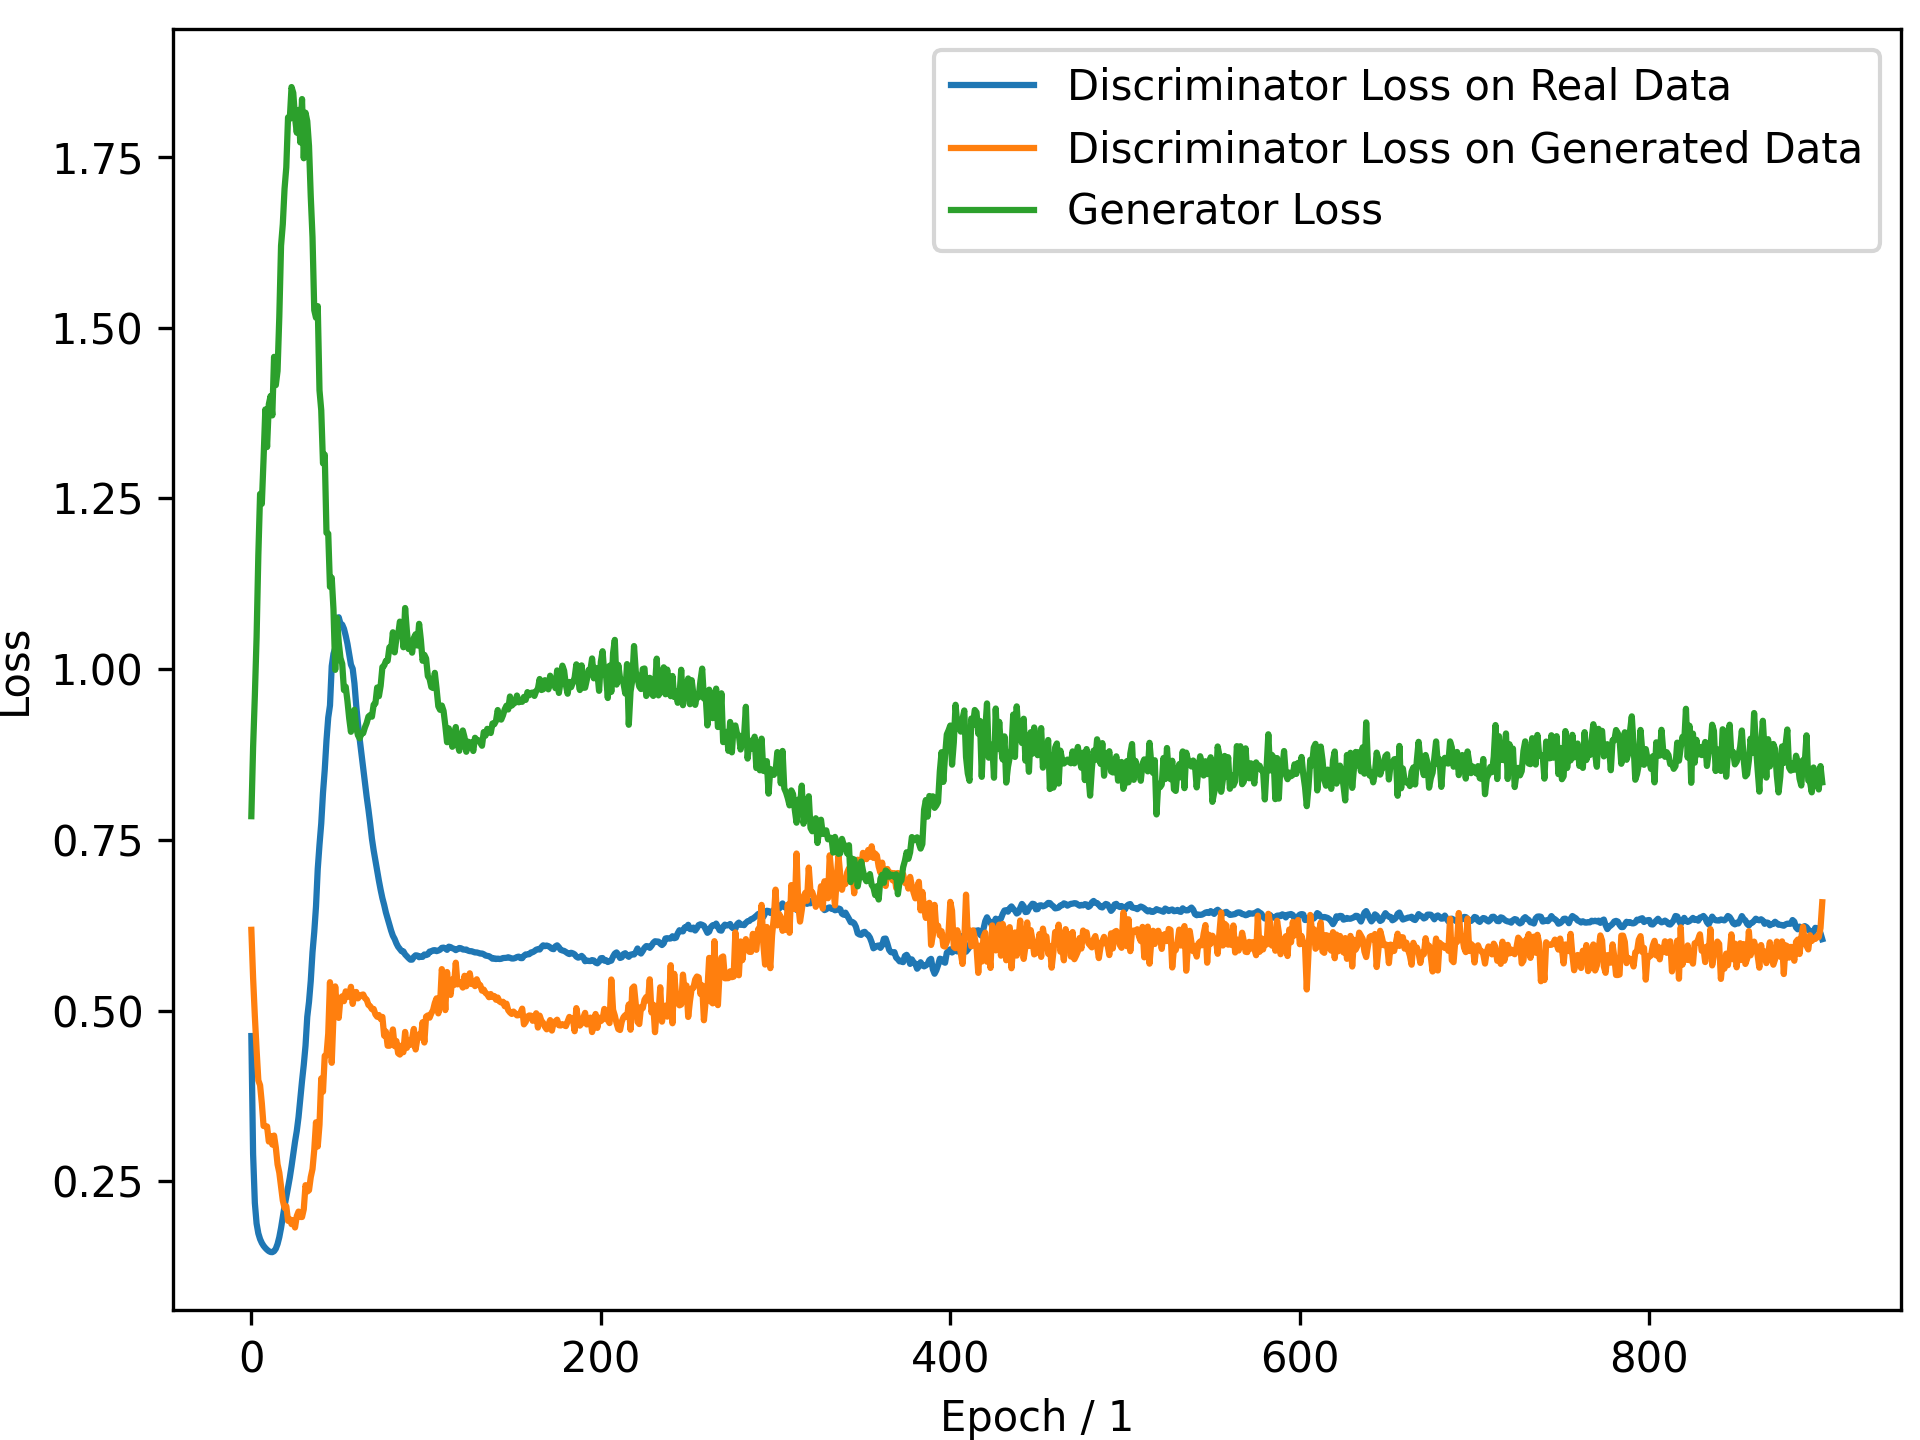 Discriminator Loss on Real Data
Discriminator Loss on Generated Data
Generator Loss
1.75
1.50
1.25
1.00
0.75
0.50
0.25
Loss
0 200 400 600 800
Epoch / 1